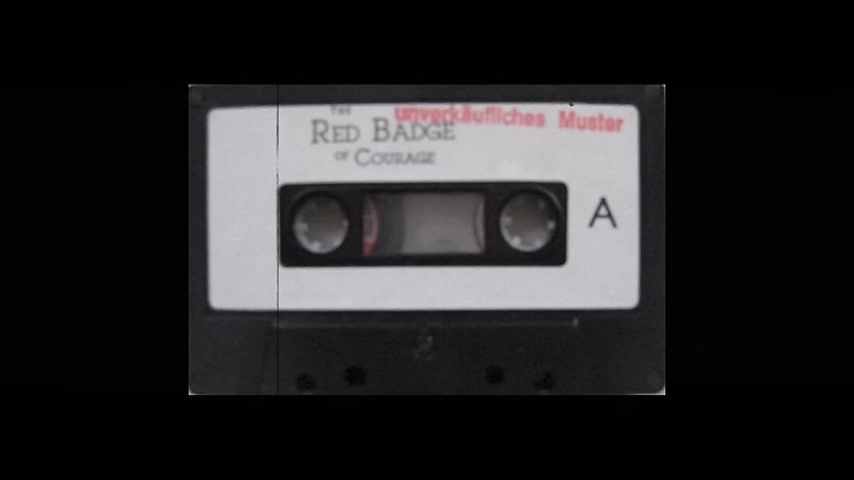 THE
RED BADGE
OF COURAGE
unverkäufliches Muster
A